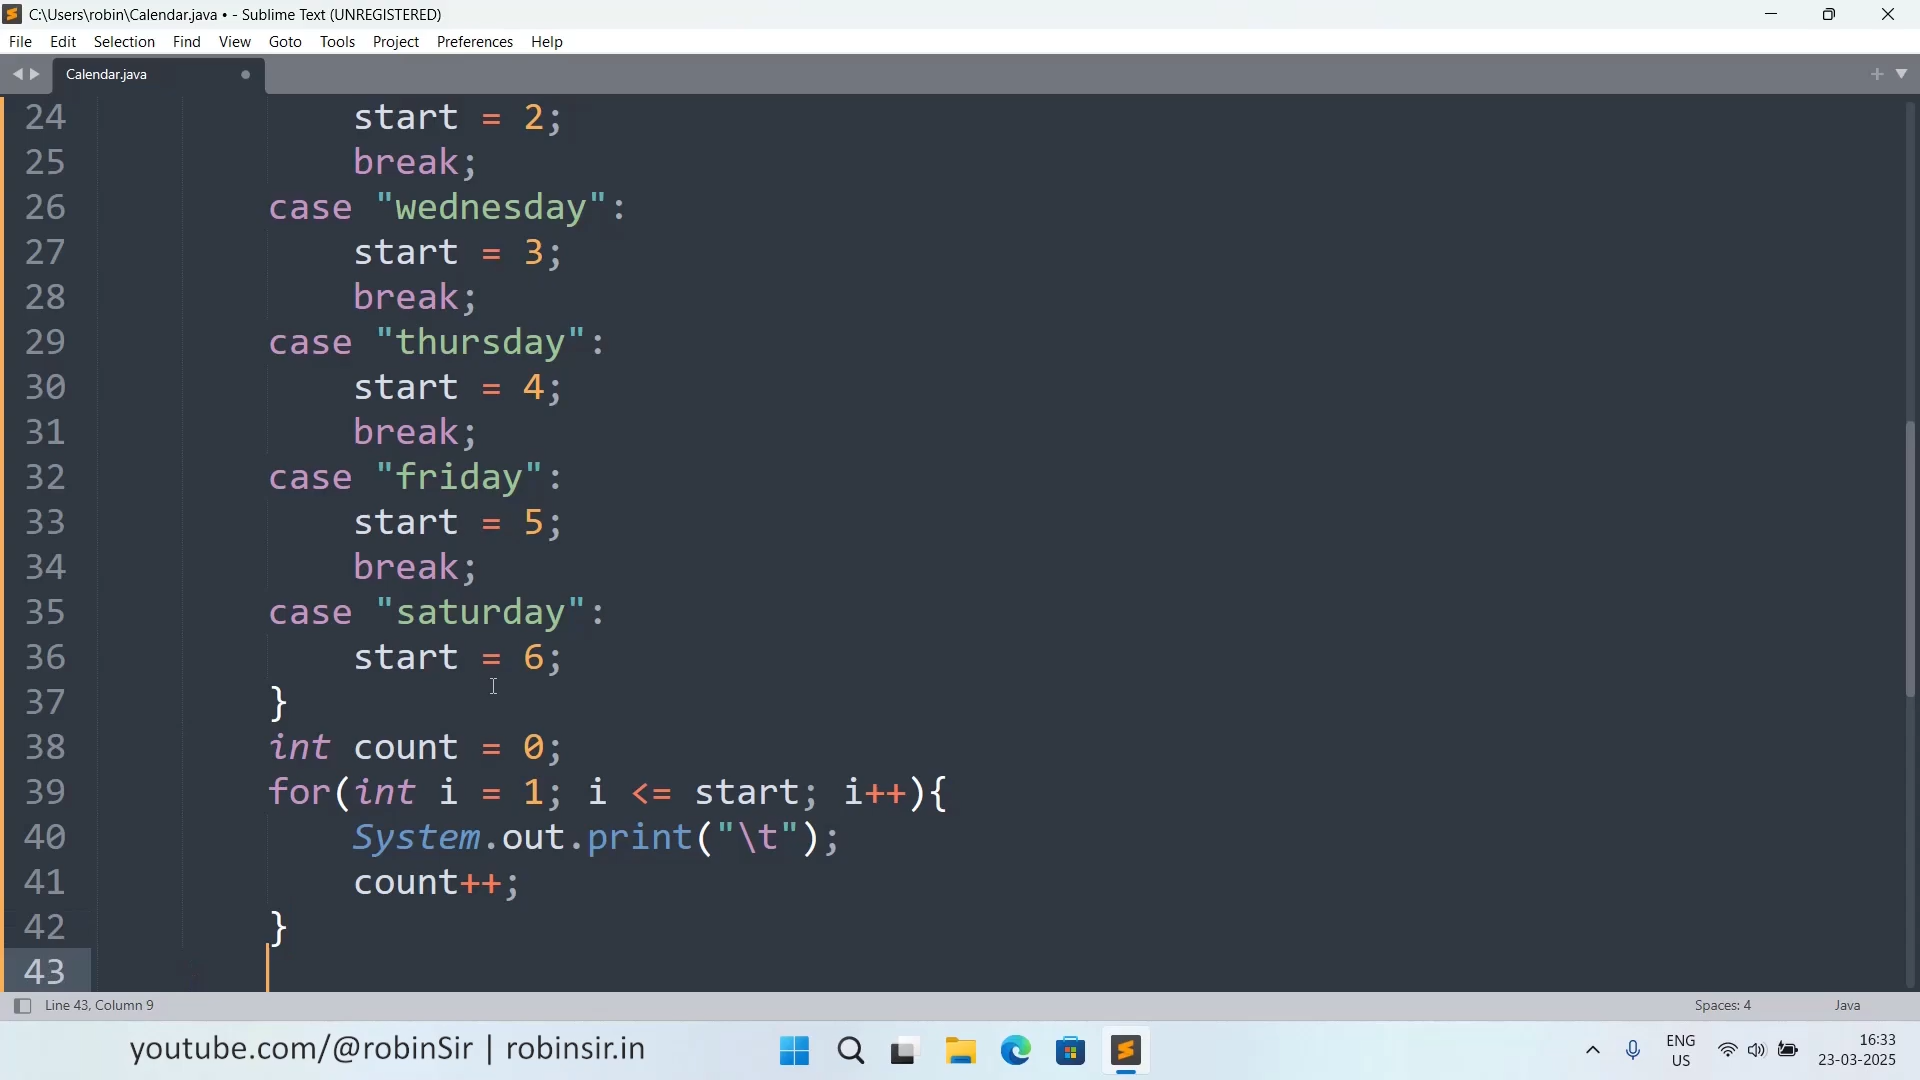 C:\Users\robin\Calendar.java • - Sublime Text (UNREGISTERED)
File Edit Selection Find View Goto Tools Project Preferences Help
Calendar.java
24 start = 2;
25 break;
26 case "wednesday":
27 start = 3;
28 break;
29 case "thursday":
30 start = 4;
31 break;
32 case "friday":
33 start = 5;
34 break;
35 case "saturday":
36 start = 6;
37 }
38 int count = 0;
39 for(int i = 1; i <= start; i++){
40 System.out.print("\t");
41 count++;
42 }
43
Line 43, Column 9 Spaces: 4 Java
youtube.com/@robinSir | robinsir.in
ENG
US
16:33
23-03-2025